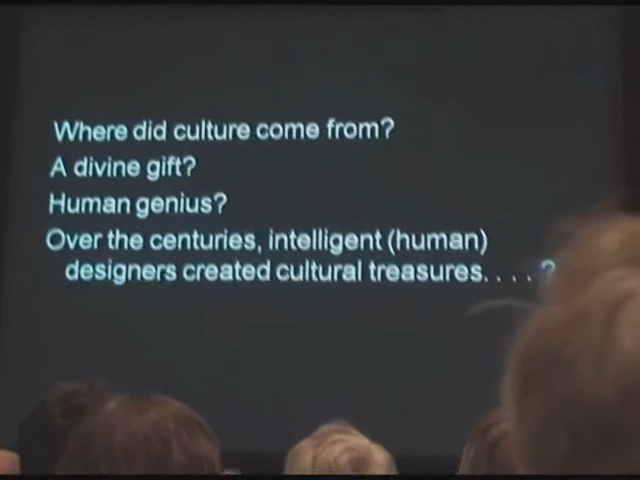 Where did culture come from?
A divine gift?
Human genius?
Over the centuries, intelligent (human)
designers created cultural treasures. . . . ?